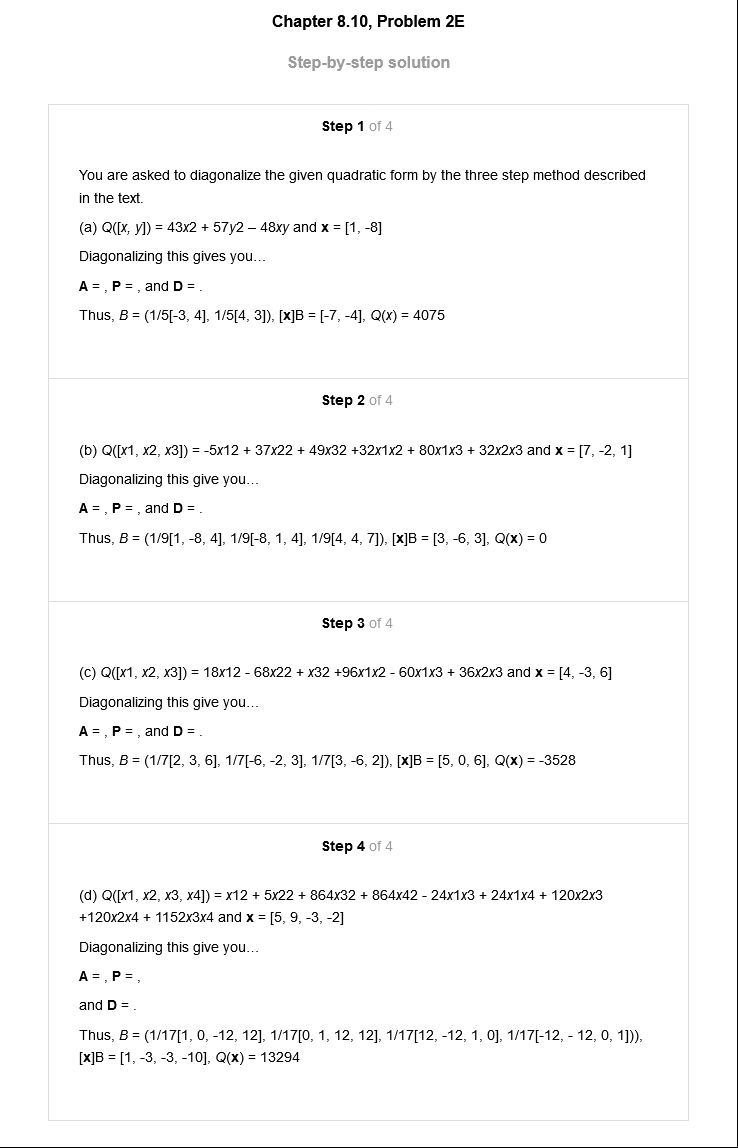 Chapter 8.10, Problem 2E
Step-by-step solution
Step 1 of 4
You are asked to diagonalize the given quadratic form by the three step method described
in the text.
(a) Q([x, y]) = 43x2 + 57y2 – 48xy and x = [1, -8]
Diagonalizing this gives you…
A = , P = , and D = .
Thus, B = (1/5[-3, 4], 1/5[4, 3]), [x]B = [-7, -4], Q(x) = 4075
Step 2 of 4
(b) Q([x1, x2, x3]) = -5x12 + 37x22 + 49x32 +32x1x2 + 80x1x3 + 32x2x3 and x = [7, -2, 1]
Diagonalizing this give you…
A = , P = , and D = .
Thus, B = (1/9[1, -8, 4], 1/9[-8, 1, 4], 1/9[4, 4, 7]), [x]B = [3, -6, 3], Q(x) = 0
Step 3 of 4
(c) Q([x1, x2, x3]) = 18x12 - 68x22 + x32 +96x1x2 - 60x1x3 + 36x2x3 and x = [4, -3, 6]
Diagonalizing this give you…
A = , P = , and D = .
Thus, B = (1/7[2, 3, 6], 1/7[-6, -2, 3], 1/7[3, -6, 2]), [x]B = [5, 0, 6], Q(x) = -3528
Step 4 of 4
(d) Q([x1, x2, x3, x4]) = x12 + 5x22 + 864x32 + 864x42 - 24x1x3 + 24x1x4 + 120x2x3
+120x2x4 + 1152x3x4 and x = [5, 9, -3, -2]
Diagonalizing this give you…
A = , P = ,
and D = .
Thus, B = (1/17[1, 0, -12, 12], 1/17[0, 1, 12, 12], 1/17[12, -12, 1, 0], 1/17[-12, - 12, 0, 1])),
[x]B = [1, -3, -3, -10], Q(x) = 13294